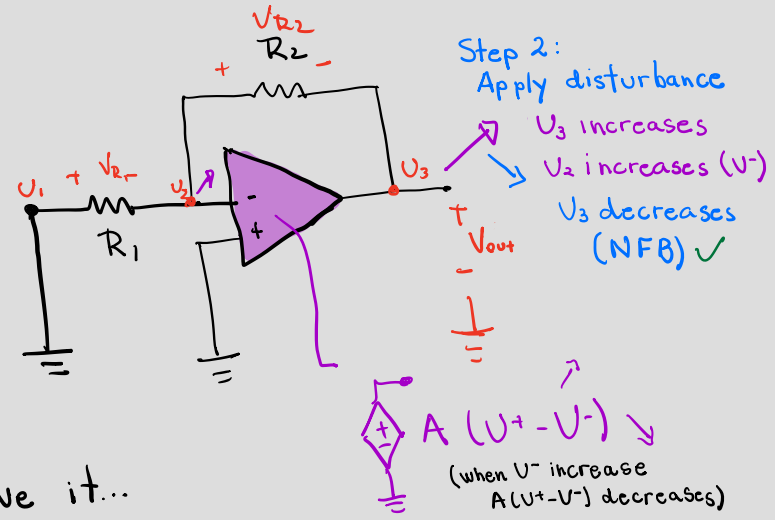 VR2
R2
+ -
Step 2:
Apply disturbance
U3 increases
U2 increases (U-)
U3 decreases
(NFB) ✓
U1 + VR1 -
U2
U3
R1
-
+
+
Vout
-
+
-
A (U+ - U-)
(when U- increase
A(U+-U-) decreases)
it...